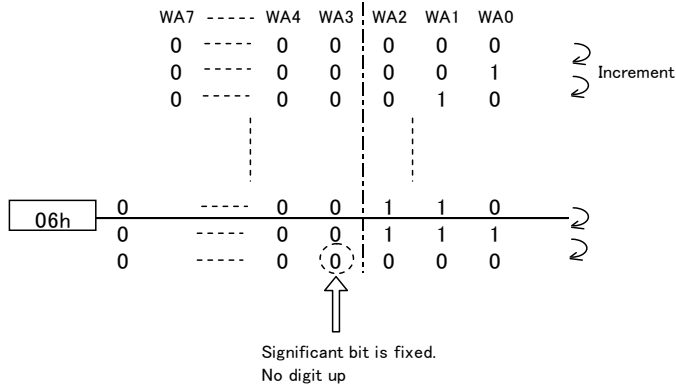 WA7 ----- WA4 WA3 WA2 WA1 WA0
0 ----- 0 0 0 0 0
0 ----- 0 0 0 0 1
Increment
0 ----- 0 0 0 1 0
0 ----- 0 0 1 1 0
06h
0 ----- 0 0 1 1 1
0 ----- 0 0 0 0 0
Significant bit is fixed.
No digit up